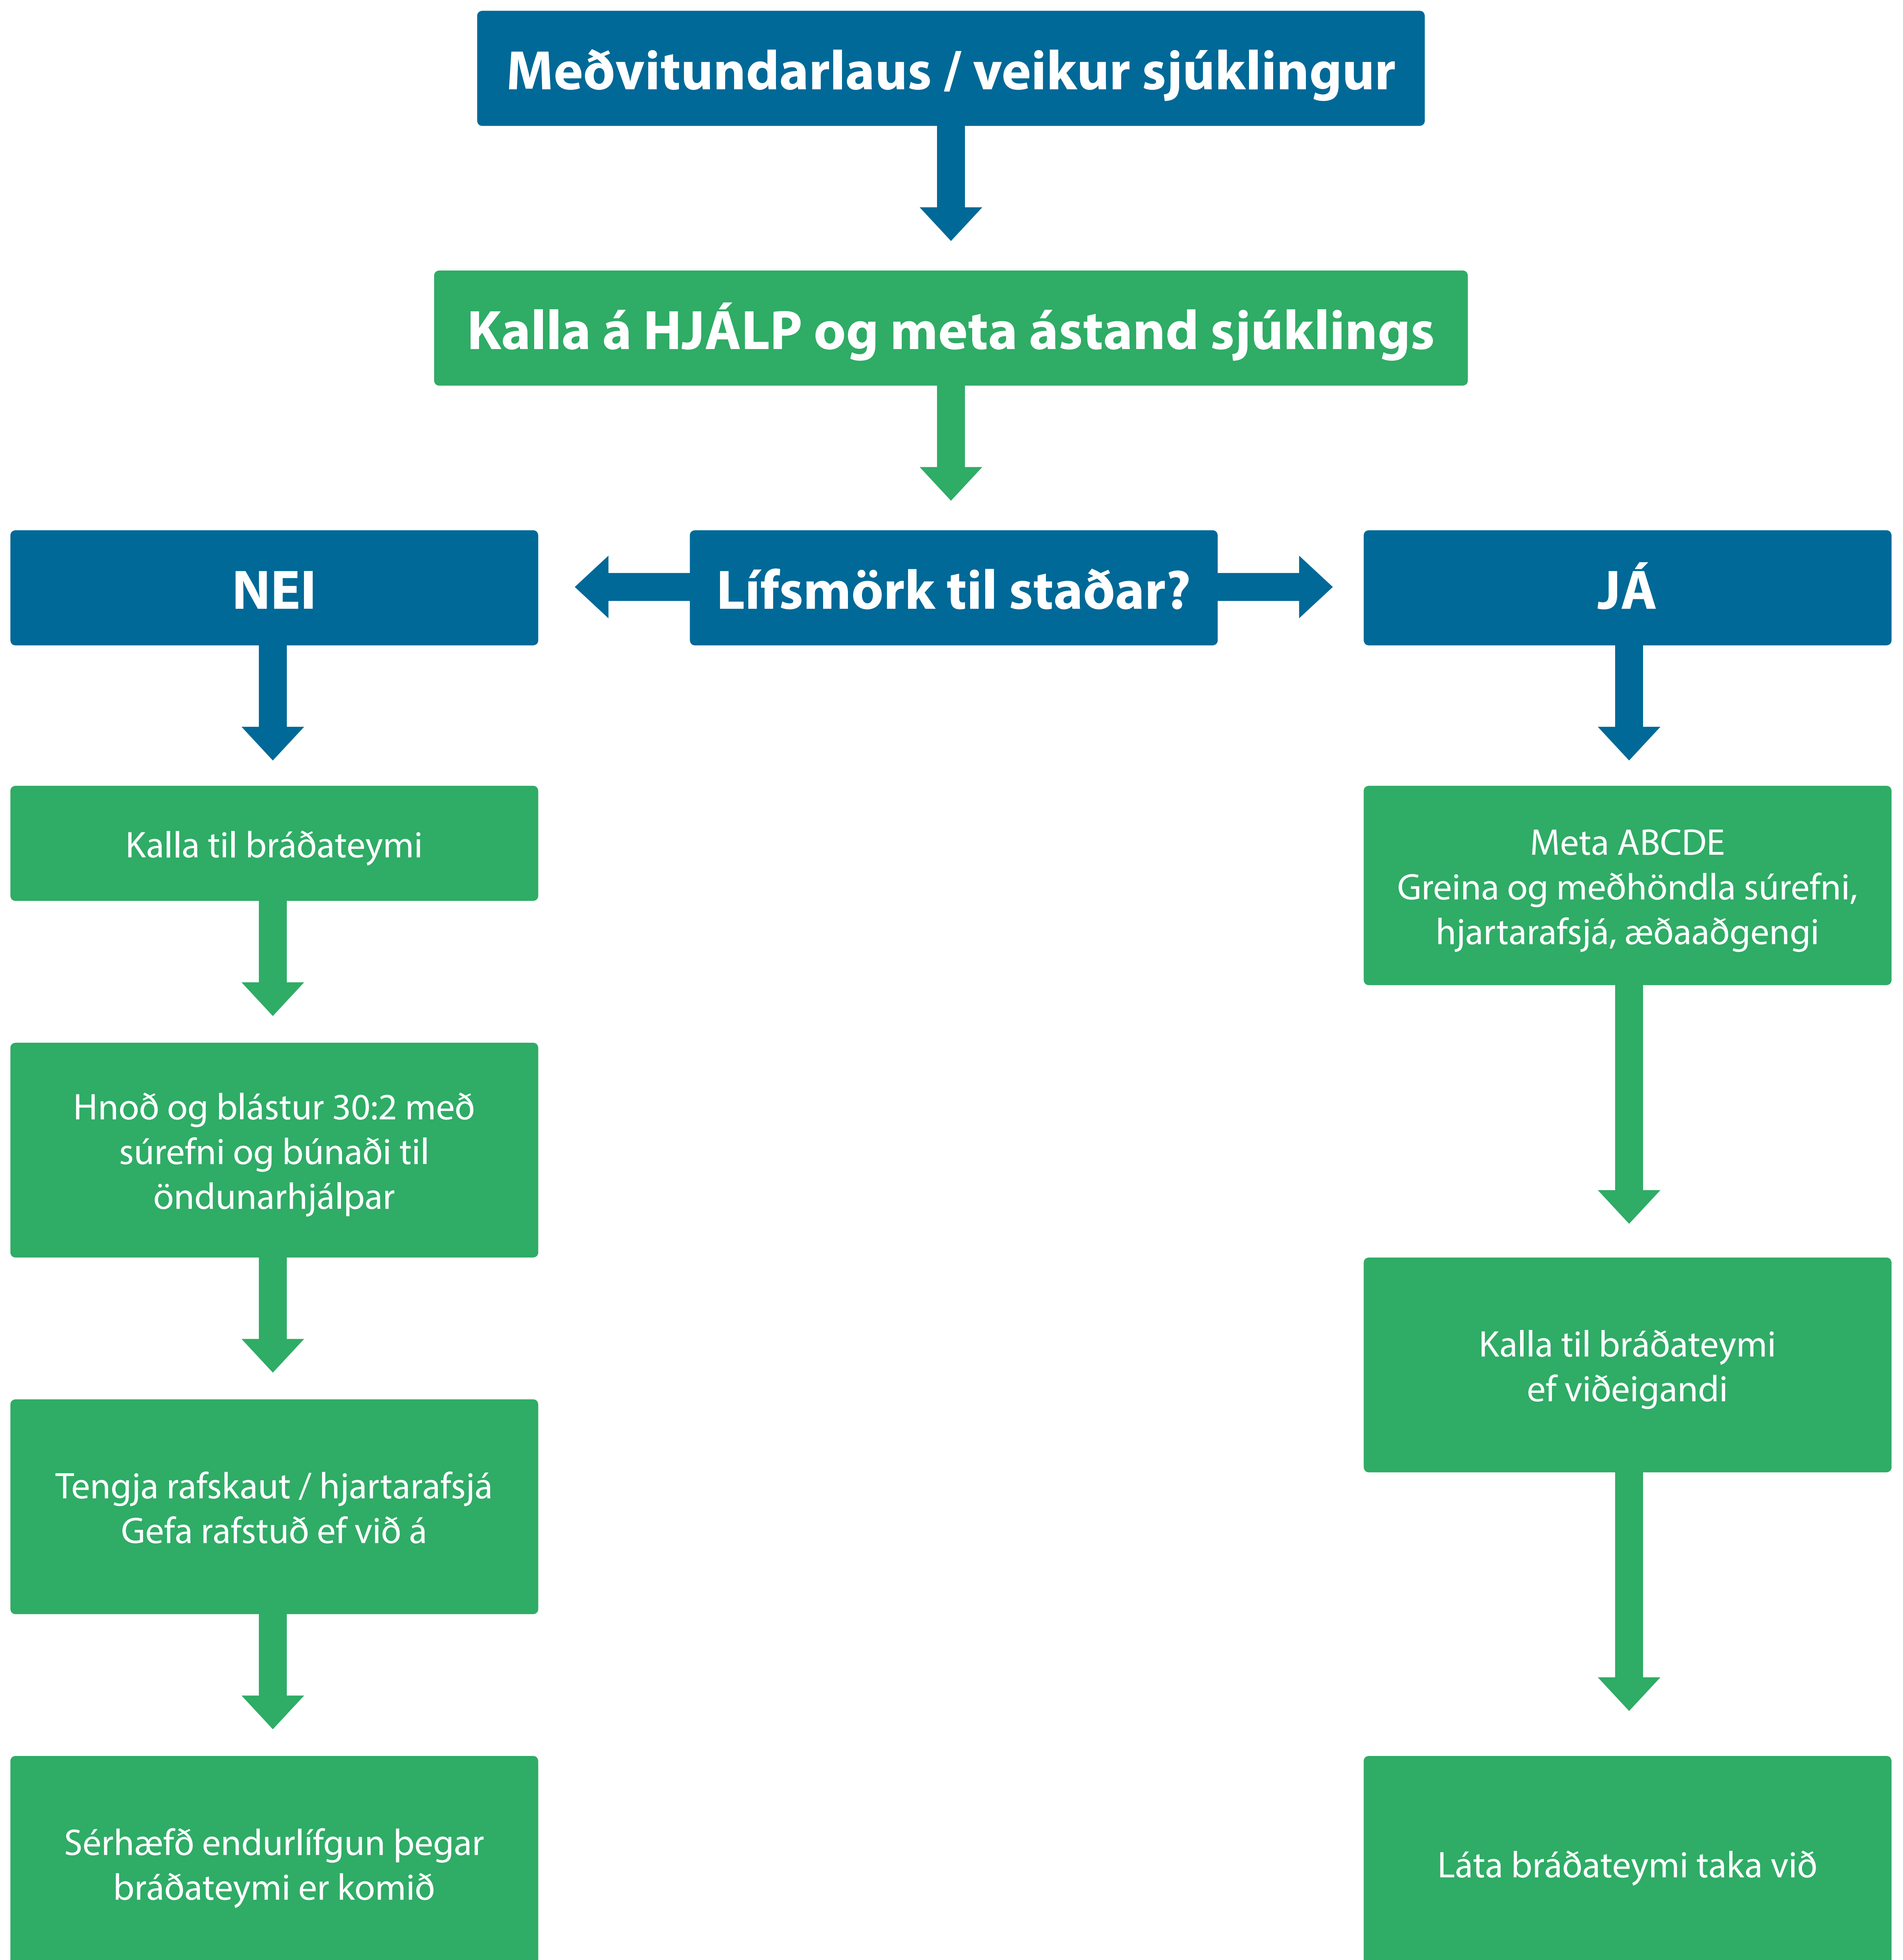 Meðvitundarlaus / veikur sjúklingur
Kalla á HJÁLP og meta ástand sjúklings
NEI
Lífsmörk til staðar?
JÁ
Kalla til bráðateymi
Hnoð og blástur 30:2 með
súrefni og búnaði til
öndunarhjálpar
Tengja rafskaut / hjartarafsjá
Gefa rafstuð ef við á
Sérhæfð endurlífgun þegar
bráðateymi er komið
Meta ABCDE
Greina og meðhöndla súrefni,
hjartarafsjá, æðaaðgengi
Kalla til bráðateymi
ef viðeigandi
Láta bráðateymi taka við